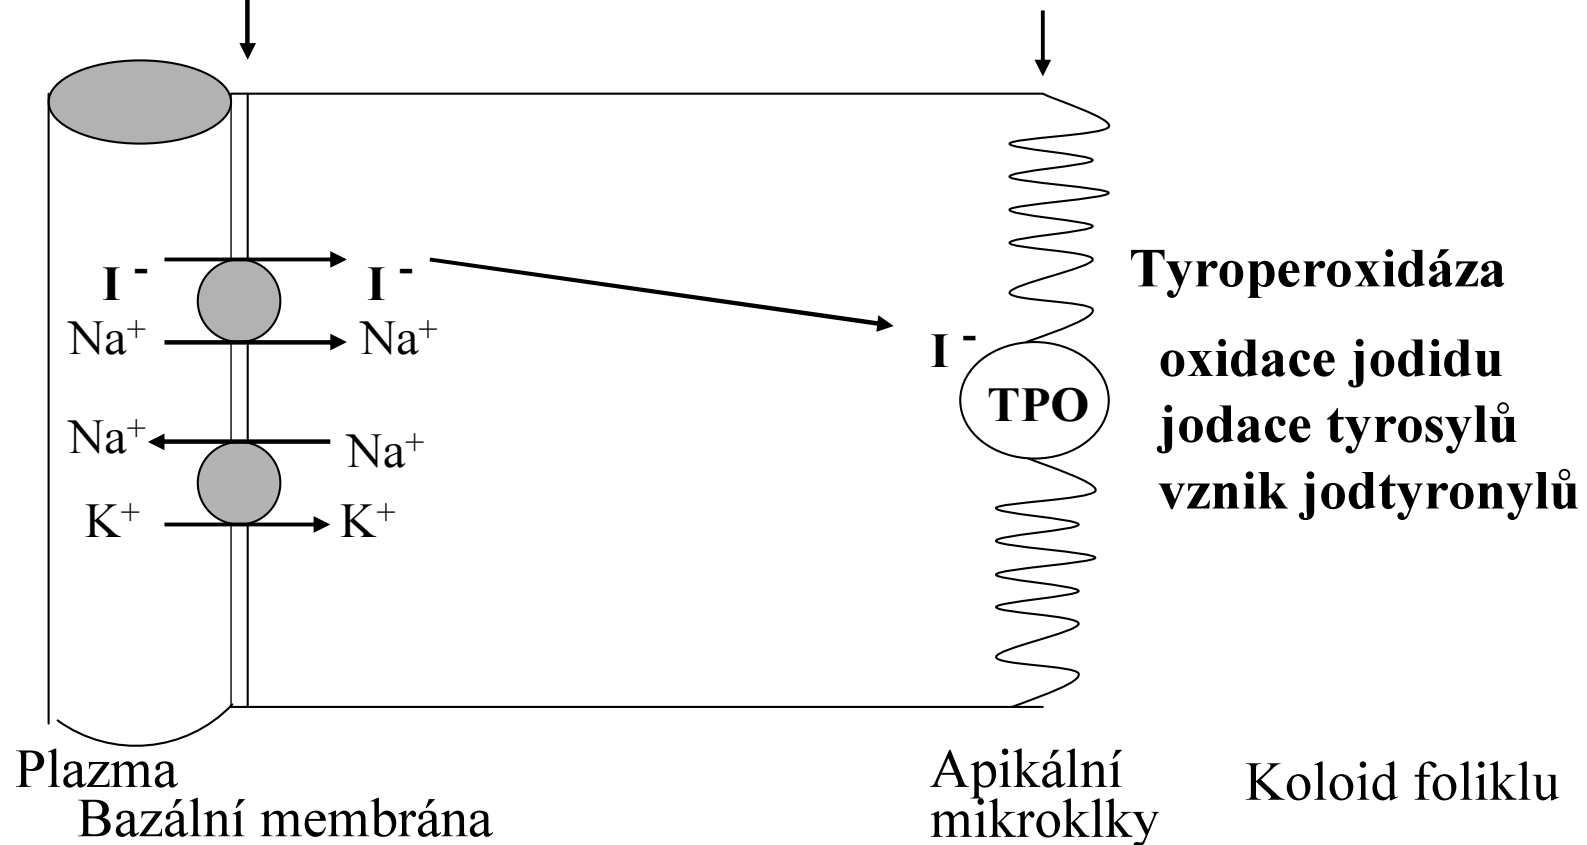 I - I -
Na+ Na+
Na+ Na+
K+ K+
I -
TPO
Tyroperoxidáza
oxidace jodidu
jodace tyrosylů
vznik jodtyronylů
Plazma
Bazální membrána
Apikální
mikroklky
Koloid foliklu